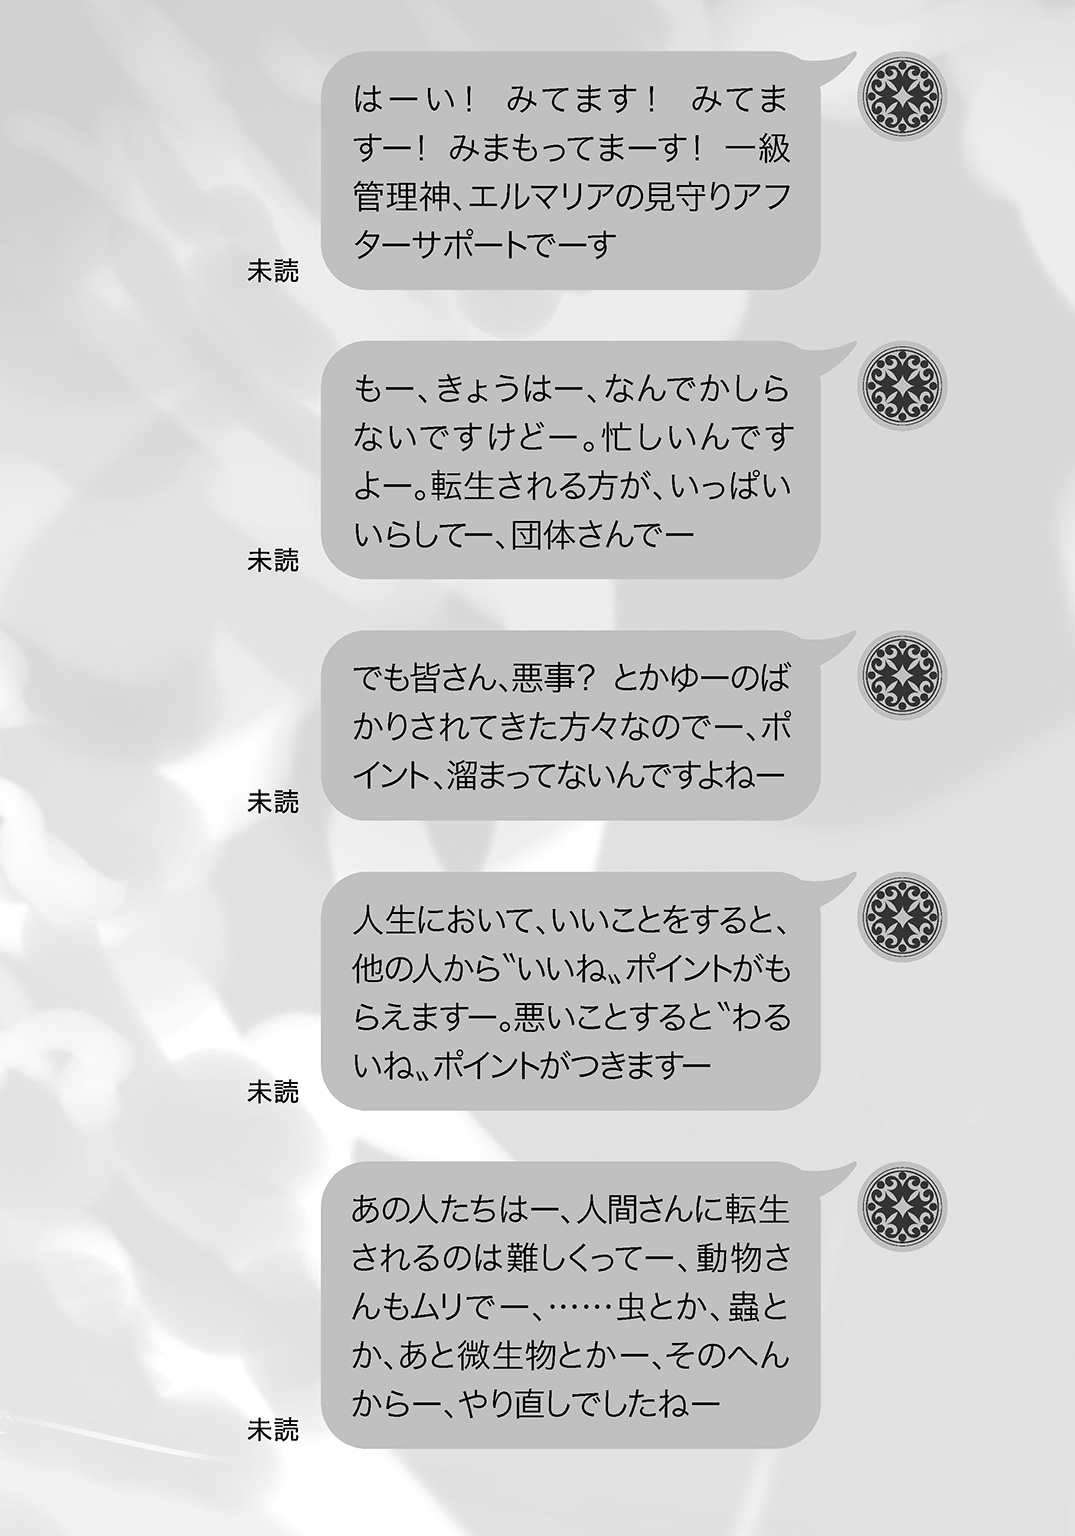 はーい！　みてます！　みてま
すー！　みまもってまーす！　一級
管理神、エルマリアの見守りアフ
ターサポートでーす
未読
もー、きょうはー、なんでかしら
ないですけどー。忙しいんです
よー。転生される方が、いっぱい
いらしてー、団体さんでー
未読
でも皆さん、悪事？　とかゆーのば
かりされてきた方々なのでー、ポ
イント、溜まってないんですよねー
未読
人生において、いいことをすると、
他の人から〝いいね〟ポイントがも
らえますー。悪いことすると〝わる
いね〟ポイントがつきますー
未読
あの人たちはー、人間さんに転生
されるのは難しくってー、動物さ
んもムリでー、……虫とか、蟲と
か、あと微生物とかー、そのへん
からー、やり直しでしたねー
未読